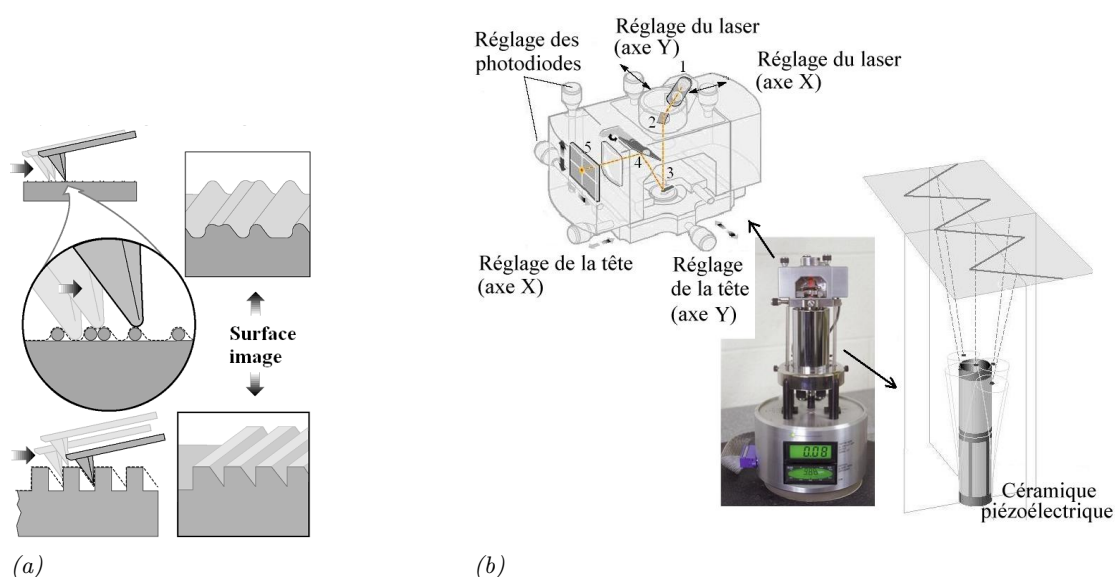 Surface
image
(a)
Réglage des
photodiodes
Réglage du laser
(axe Y)
Réglage du laser
(axe X)
1
2
3
4
5
Réglage de la tête
(axe X)
Réglage
de la tête
(axe Y)
0.08
Céramique
piézoélectrique
(b)